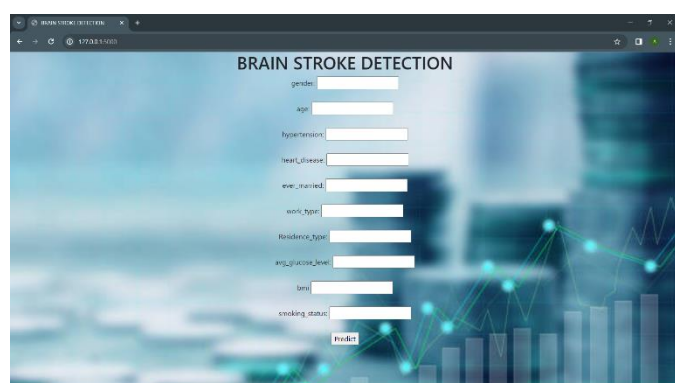 BRAIN STROKE DETECTION
127.0.0.1:5000
BRAIN STROKE DETECTION
gender:
age:
hypertension:
heart_disease:
ever_married:
work_type:
Residence_type:
avg_glucose_level:
bmi:
smoking_status:
Predict